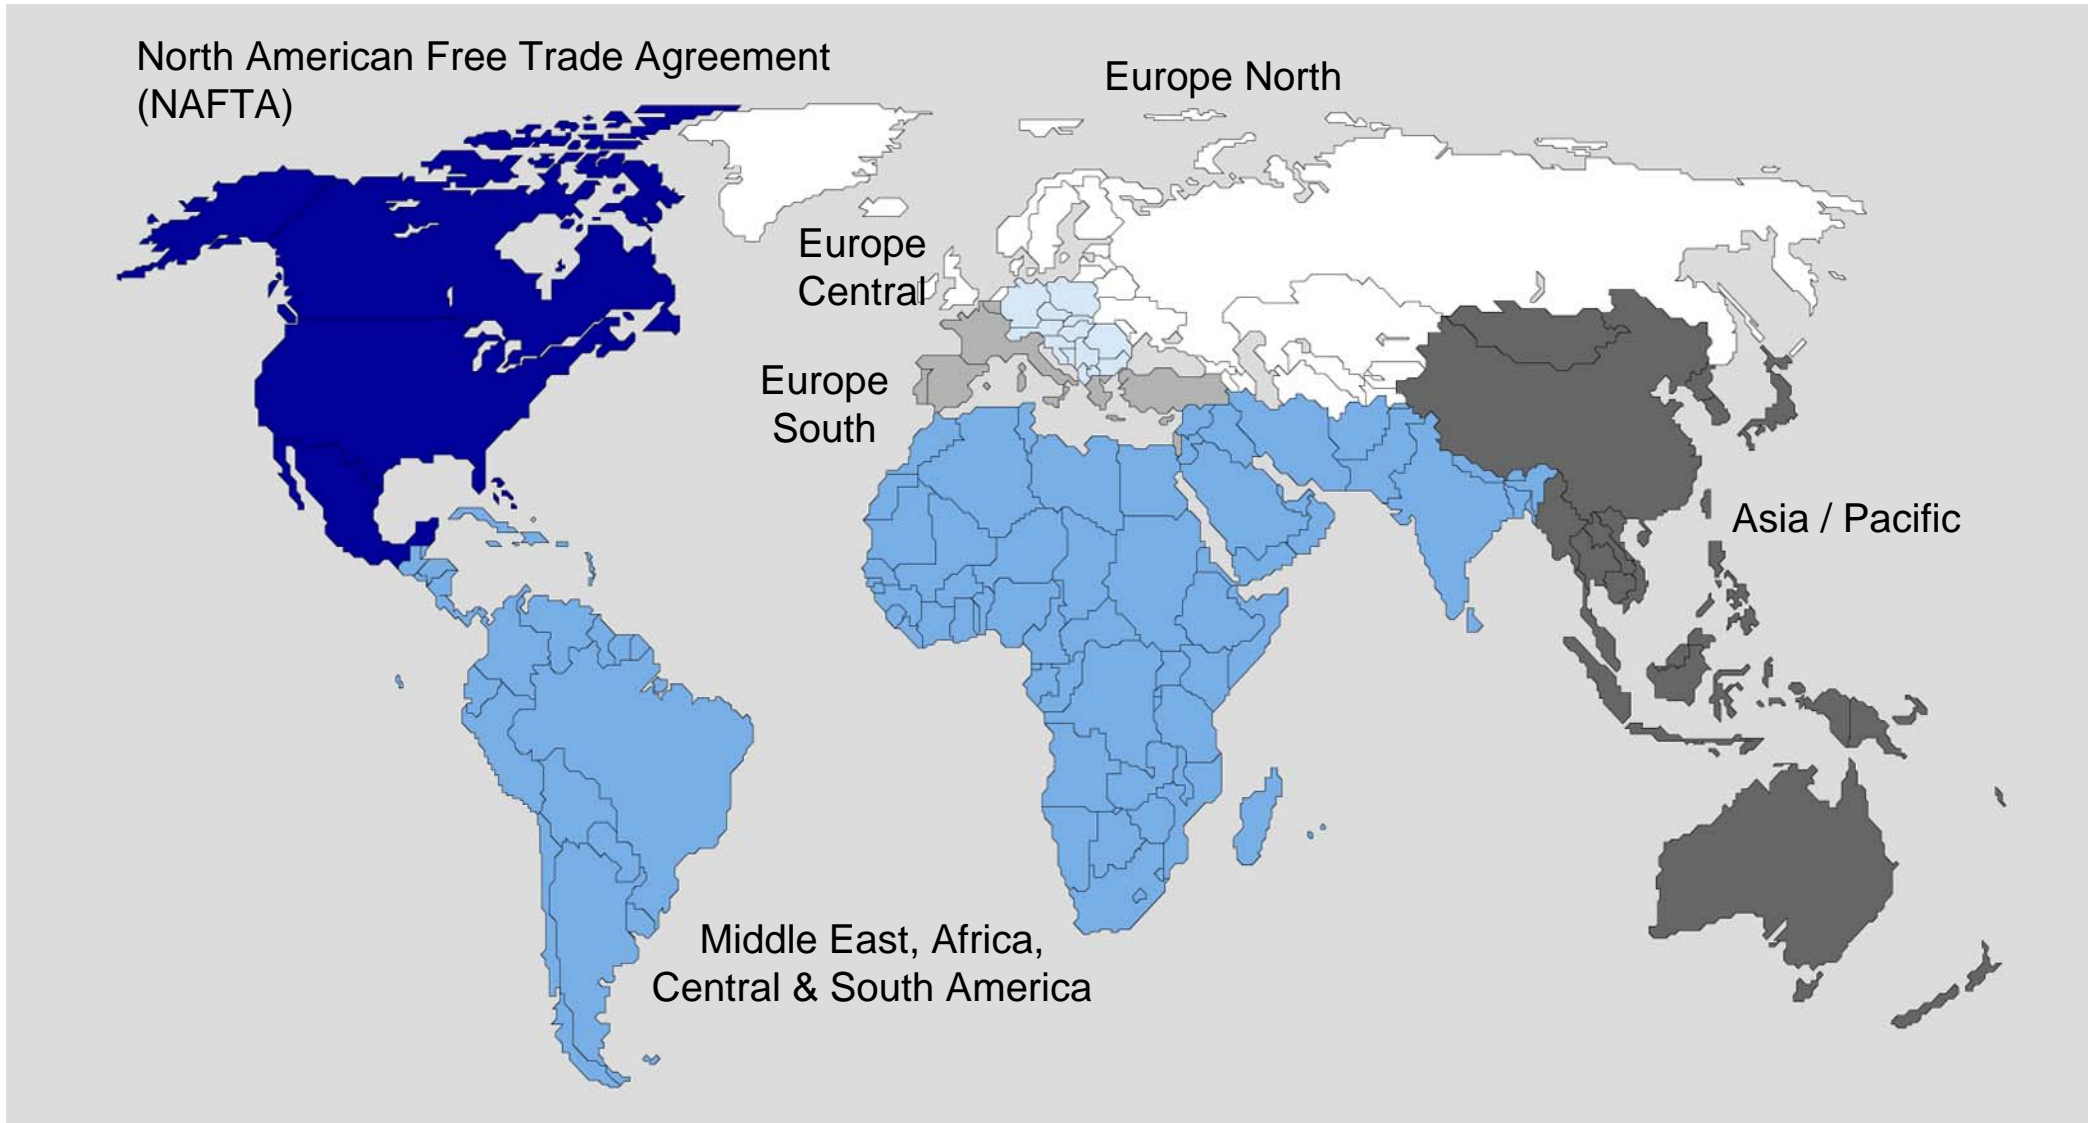 North American Free Trade Agreement
(NAFTA)
Europe North
Europe
Central
Europe
South
Asia / Pacific
Middle East, Africa,
Central & South America